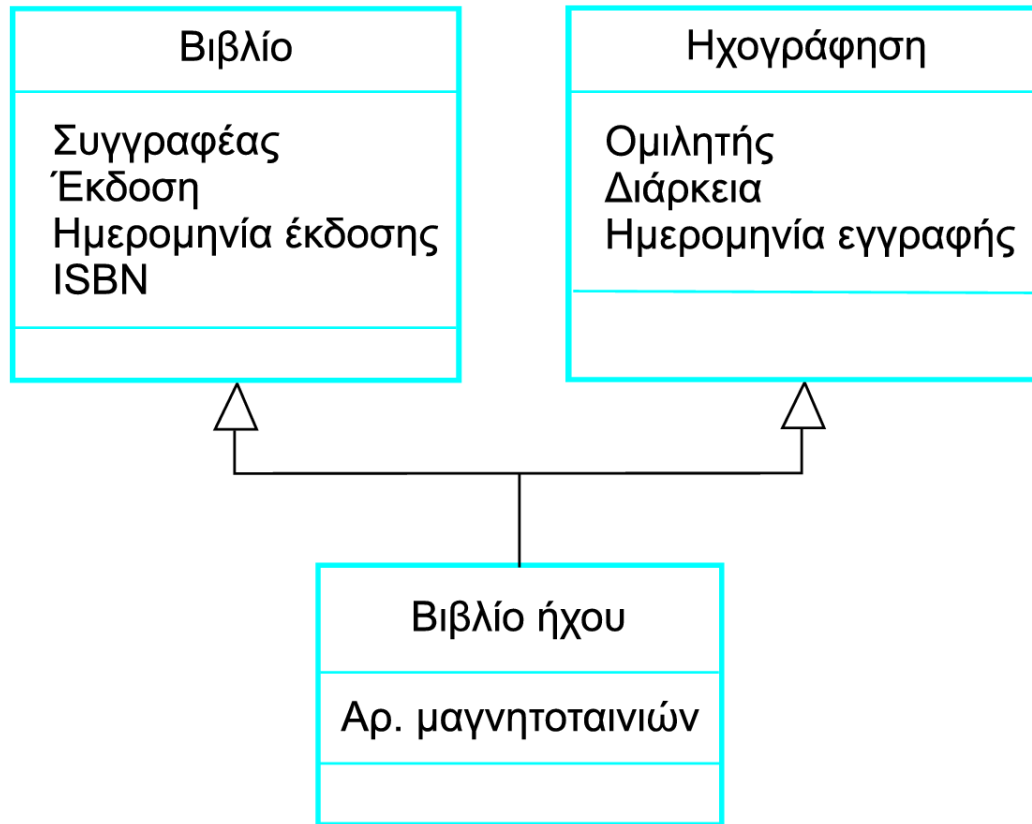 Βιβλίο
Συγγραφέας
Έκδοση
Ημερομηνία έκδοσης
ISBN
Ηχογράφηση
Ομιλητής
Διάρκεια
Ημερομηνία εγγραφής
Βιβλίο ήχου
Αρ. μαγνητοταινιών